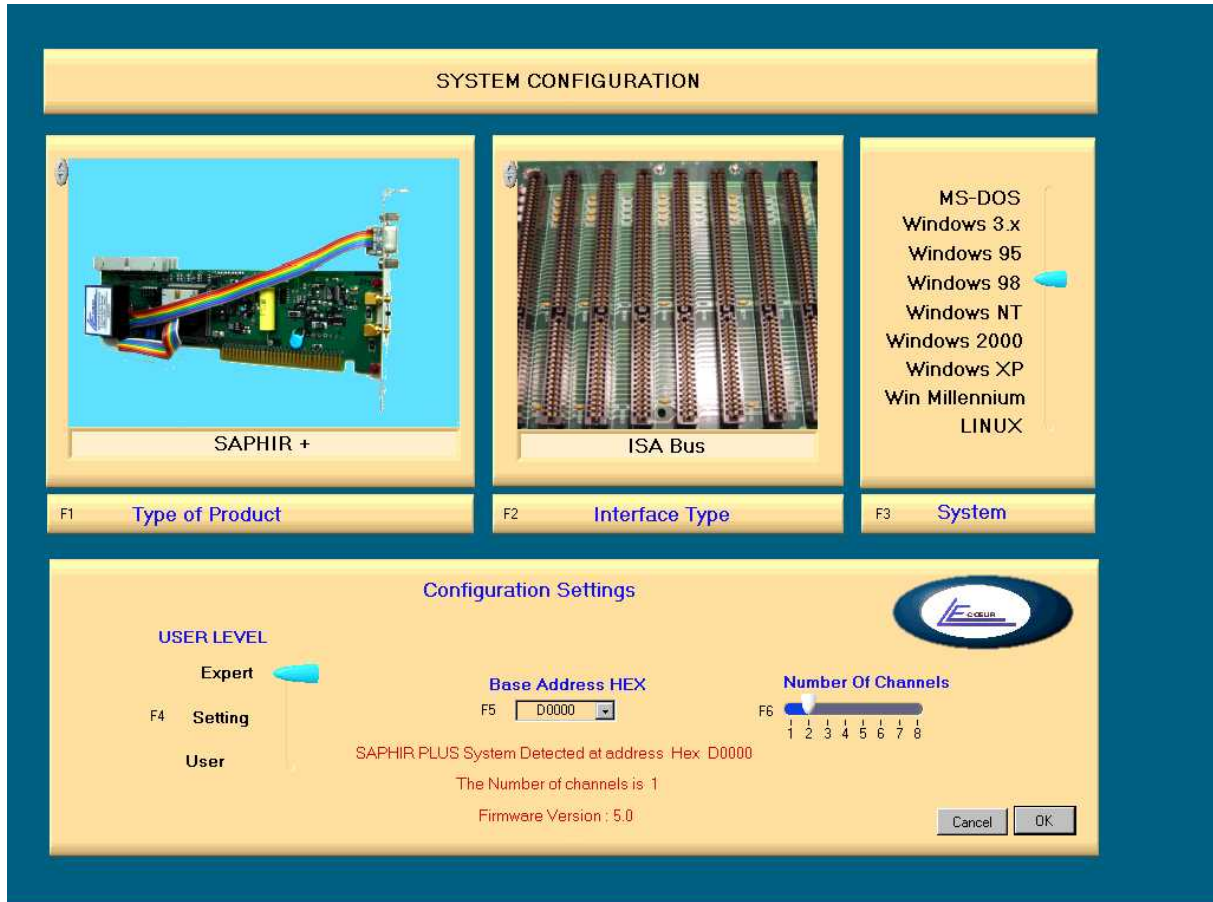 SYSTEM CONFIGURATION
SAPHIR +
ISA Bus
MS-DOS
Windows 3.x
Windows 95
Windows 98
Windows NT
Windows 2000
Windows XP
Win Millennium
LINUX
F1 Type of Product
F2 Interface Type
F3 System
Configuration Settings
LECOEUR
USER LEVEL
Expert
F4 Setting
User
Base Address HEX
F5 D0000
Number Of Channels
F6
1 2 3 4 5 6 7 8
SAPHIR PLUS System Detected at address Hex D0000
The Number of channels is 1
Firmware Version : 5.0
Cancel OK